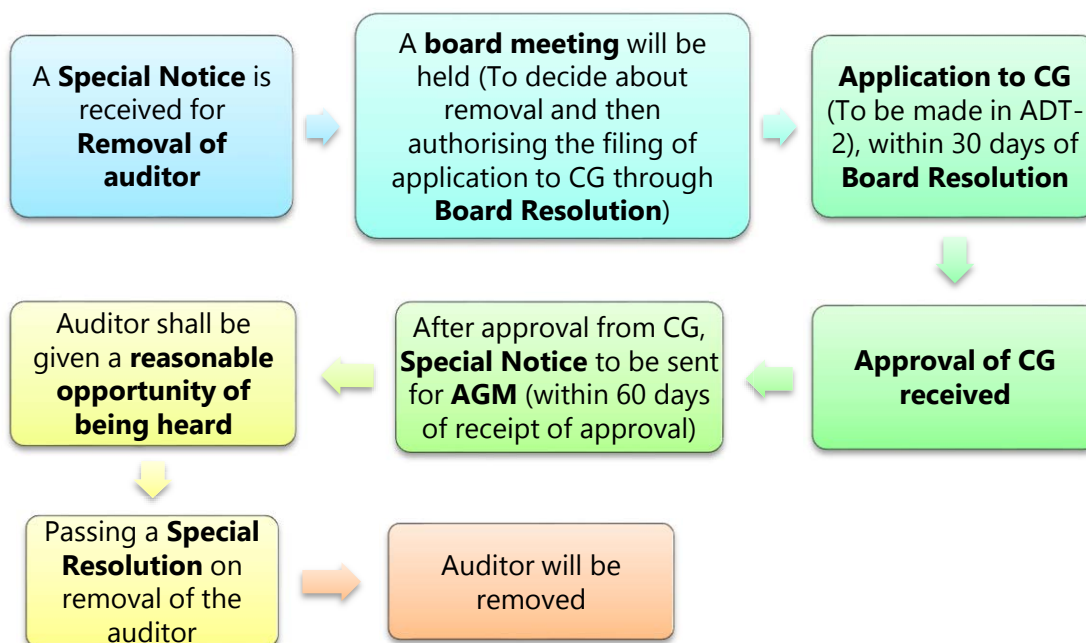 A Special Notice is
received for
Removal of
auditor
A board meeting will be
held (To decide about
removal and then
authorising the filing of
application to CG through
Board Resolution)
Application to CG
(To be made in ADT-
2), within 30 days of
Board Resolution
Approval of CG
received
After approval from CG,
Special Notice to be sent
for AGM (within 60 days
of receipt of approval)
Auditor shall be
given a reasonable
opportunity of
being heard
Passing a Special
Resolution on
removal of the
auditor
Auditor will be
removed